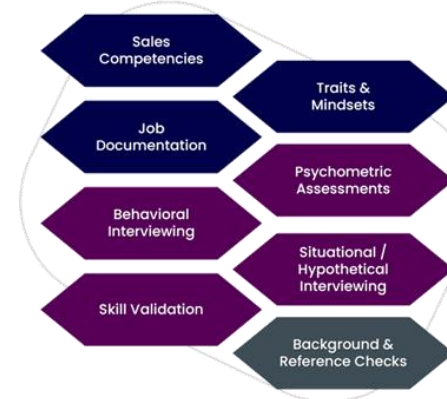 Sales
Competencies
Traits &
Mindsets
Job
Documentation
Psychometric
Assessments
Behavioral
Interviewing
Situational /
Hypothetical
Interviewing
Skill Validation
Background &
Reference Checks